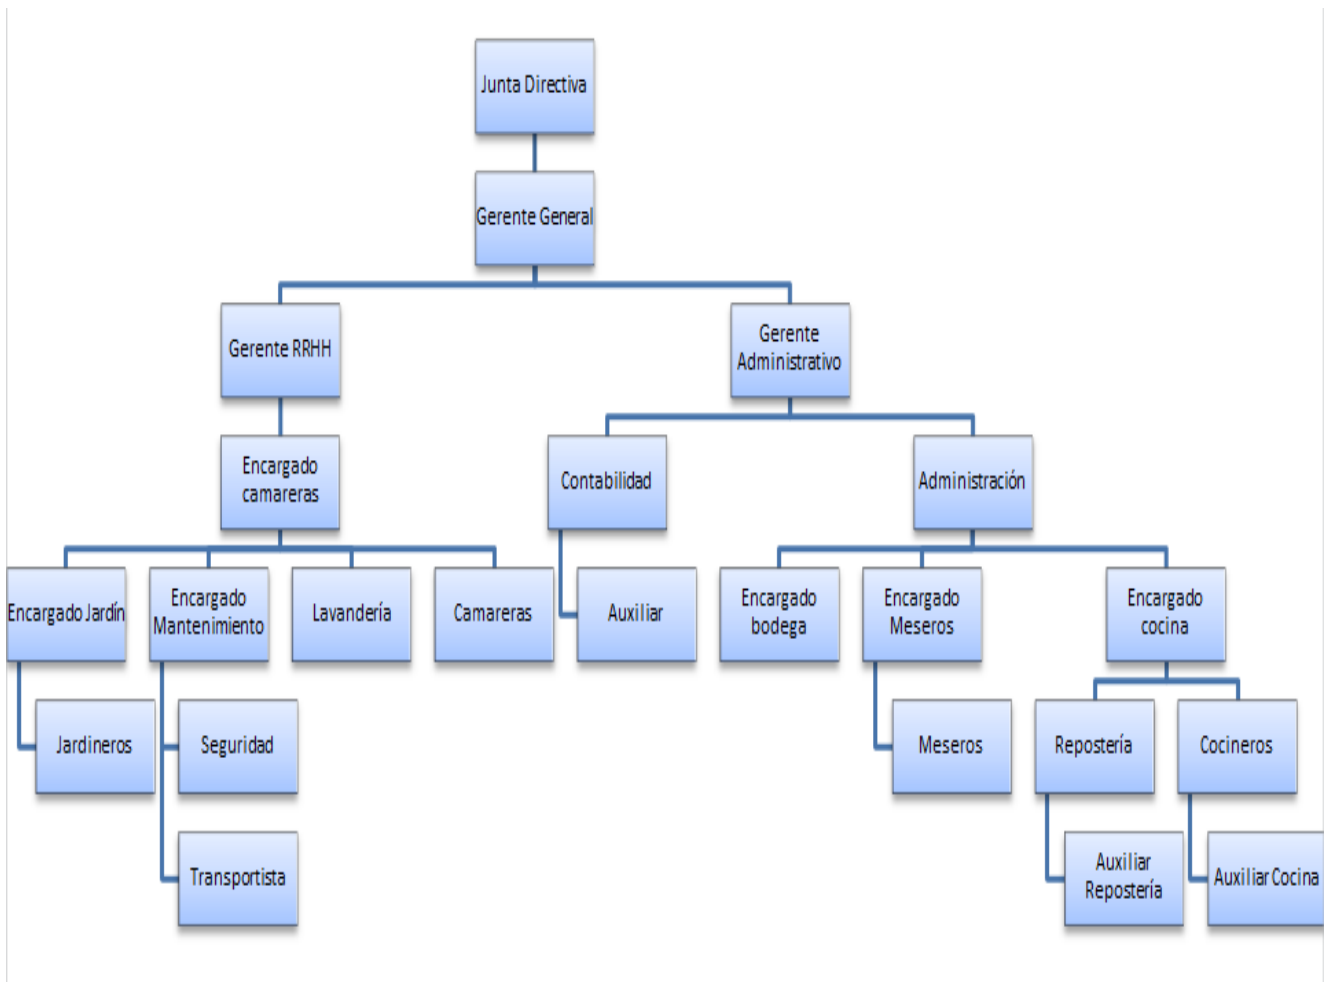 Junta Directiva
Gerente General
Gerente RRHH
Gerente
Administrativo
Encargado
camareras
Contabilidad
Administración
Encargado Jardín
Encargado
Mantenimiento
Lavandería
Camareras
Auxiliar
Encargado
bodega
Encargado
Meseros
Encargado
cocina
Jardineros
Seguridad
Meseros
Repostería
Cocineros
Transportista
Auxiliar
Repostería
Auxiliar Cocina